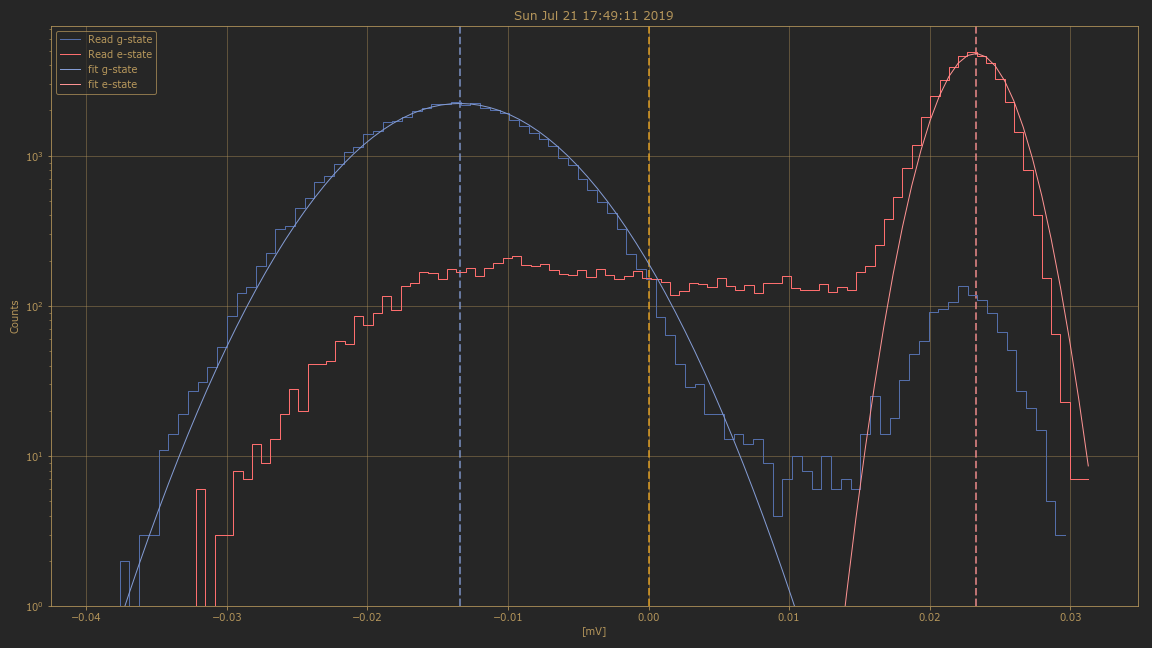 Sun Jul 21 17:49:11 2019
Read g-state
Read e-state
fit g-state
fit e-state
Counts
10³
10²
10¹
10⁰
−0.04
−0.03
−0.02
−0.01
0.00
0.01
0.02
0.03
[mV]